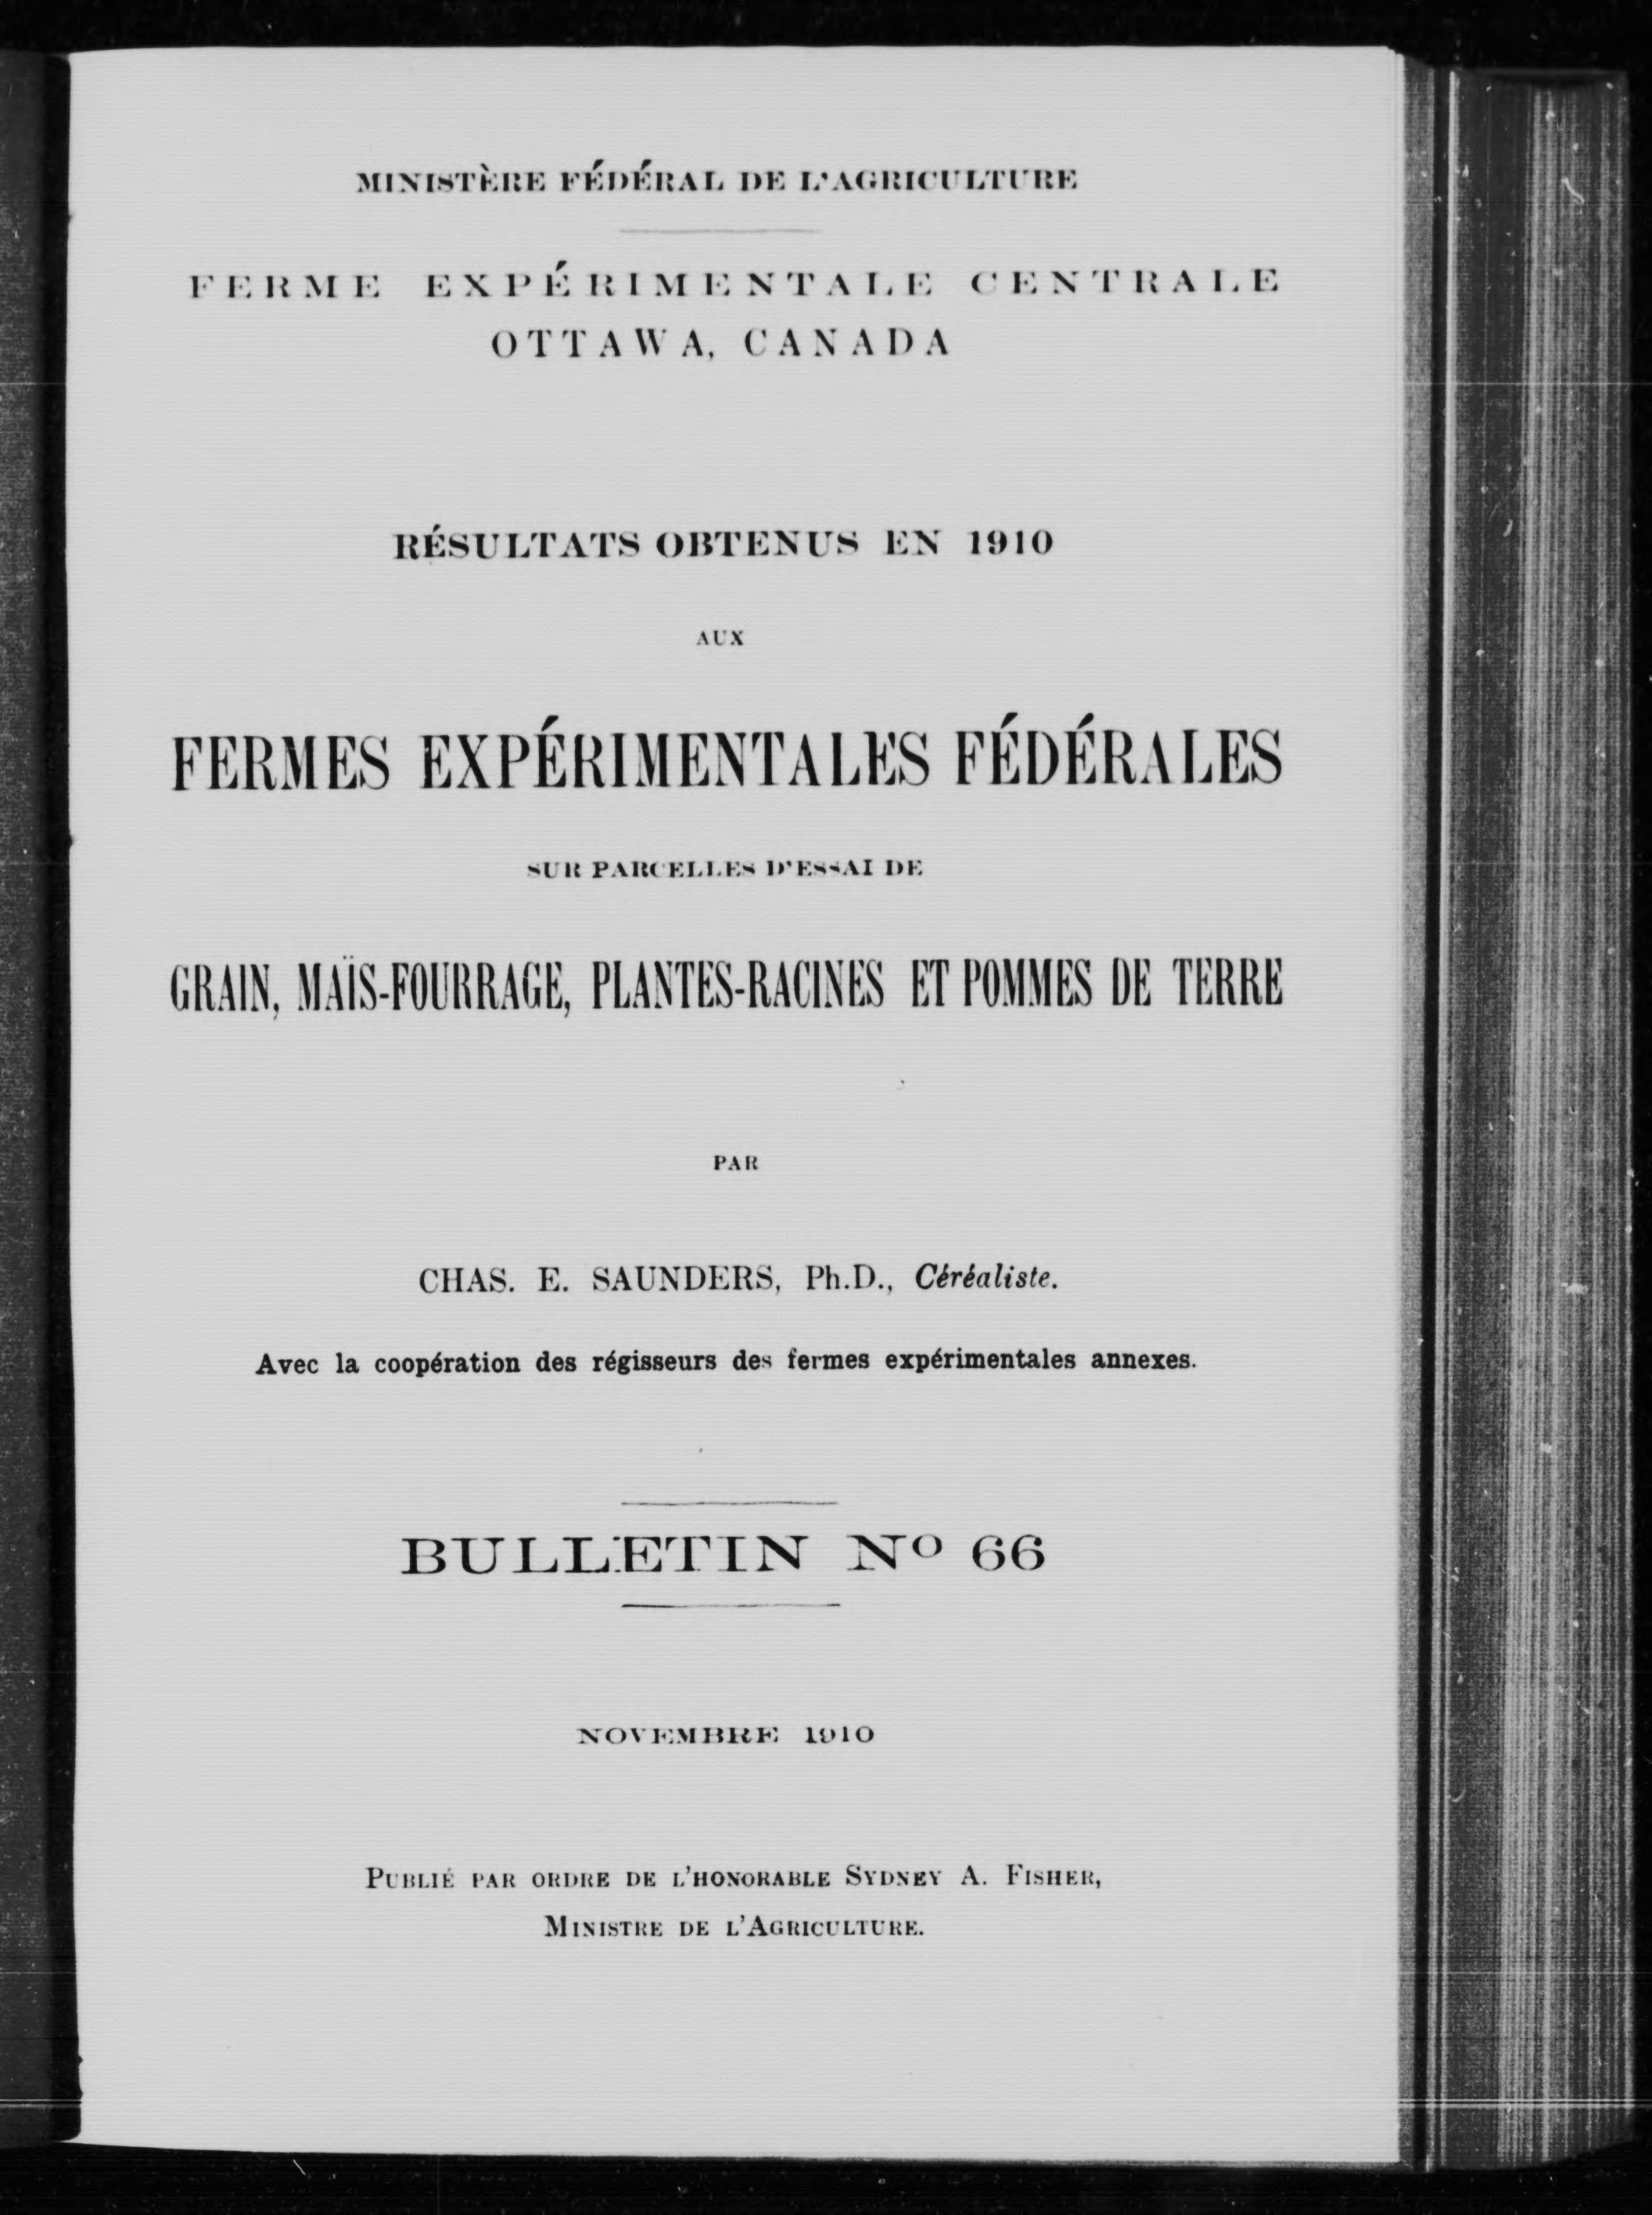 MINISTÈRE FÉDÉRAL DE L'AGRICULTURE
FERME EXPÉRIMENTALE CENTRALE
OTTAWA, CANADA
RÉSULTATS OBTENUS EN 1910
AUX
FERMES EXPÉRIMENTALES FÉDÉRALES
SUR PARCELLES D'ESSAI DE
GRAIN, MAÏS-FOURRAGE, PLANTES-RACINES ET POMMES DE TERRE
PAR
CHAS. E. SAUNDERS, Ph.D., Céréaliste.
Avec la coopération des régisseurs des fermes expérimentales annexes.
BULLETIN Nº 66
NOVEMBRE 1910
PUBLIÉ PAR ORDRE DE L'HONORABLE SYDNEY A. FISHER,
MINISTRE DE L'AGRICULTURE.